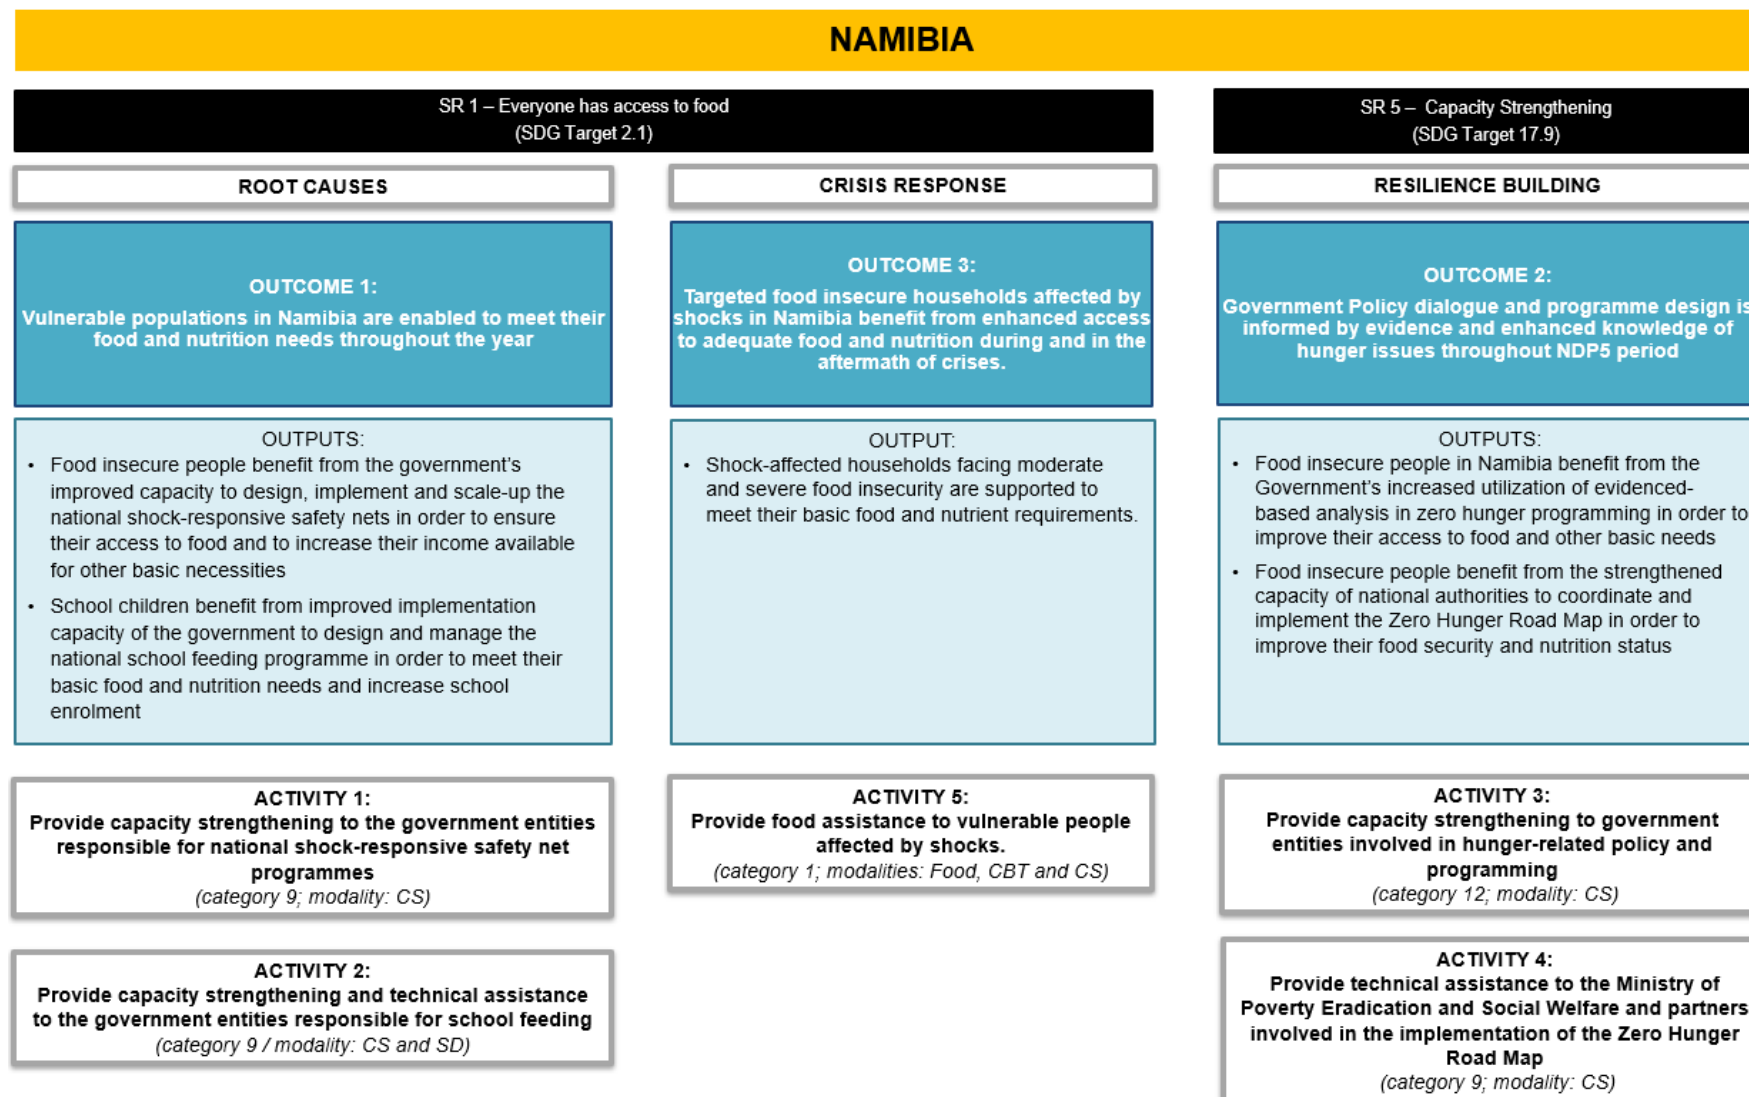 NAMIBIA
SR 1 – Everyone has access to food
(SDG Target 2.1)
SR 5 – Capacity Strengthening
(SDG Target 17.9)
ROOT CAUSES
CRISIS RESPONSE
RESILIENCE BUILDING
OUTCOME 1:
Vulnerable populations in Namibia are enabled to meet their
food and nutrition needs throughout the year
OUTCOME 3:
Targeted food insecure households affected by
shocks in Namibia benefit from enhanced access
to adequate food and nutrition during and in the
aftermath of crises.
OUTCOME 2:
Government Policy dialogue and programme design is
informed by evidence and enhanced knowledge of
hunger issues throughout NDP5 period
OUTPUTS:
• Food insecure people benefit from the government's
improved capacity to design, implement and scale-up the
national shock-responsive safety nets in order to ensure
their access to food and to increase their income available
for other basic necessities
• School children benefit from improved implementation
capacity of the government to design and manage the
national school feeding programme in order to meet their
basic food and nutrition needs and increase school
enrolment
OUTPUT:
• Shock-affected households facing moderate
and severe food insecurity are supported to
meet their basic food and nutrient requirements.
OUTPUTS:
• Food insecure people in Namibia benefit from the
Government's increased utilization of evidenced-
based analysis in zero hunger programming in order to
improve their access to food and other basic needs
• Food insecure people benefit from the strengthened
capacity of national authorities to coordinate and
implement the Zero Hunger Road Map in order to
improve their food security and nutrition status
ACTIVITY 1:
Provide capacity strengthening to the government entities
responsible for national shock-responsive safety net
programmes
(category 9; modality: CS)
ACTIVITY 2:
Provide capacity strengthening and technical assistance
to the government entities responsible for school feeding
(category 9 / modality: CS and SD)
ACTIVITY 5:
Provide food assistance to vulnerable people
affected by shocks.
(category 1; modalities: Food, CBT and CS)
ACTIVITY 3:
Provide capacity strengthening to government
entities involved in hunger-related policy and
programming
(category 12; modality: CS)
ACTIVITY 4:
Provide technical assistance to the Ministry of
Poverty Eradication and Social Welfare and partners
involved in the implementation of the Zero Hunger
Road Map
(category 9; modality: CS)